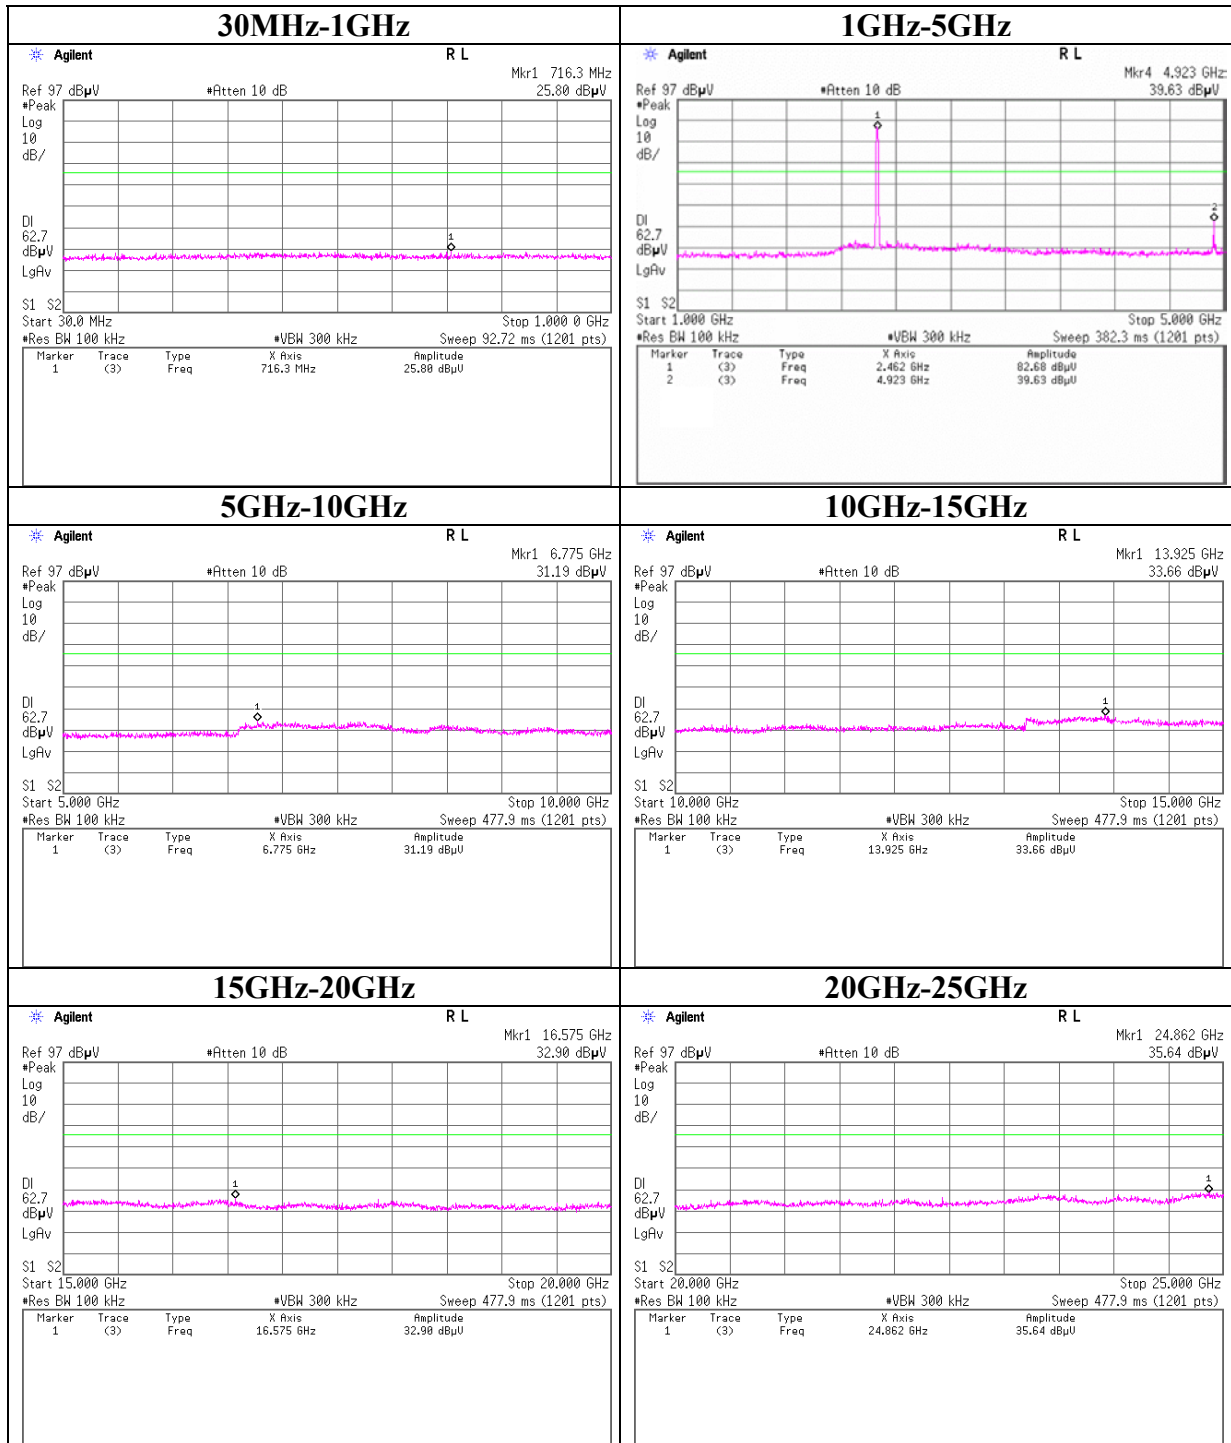 30MHz-1GHz
Agilent R L
Mkr1 716.3 MHz
Ref 97 dBµV #Atten 10 dB 25.80 dBµV
#Peak
Log
10
dB/
1
DI
62.7
dBµV
LgAv
S1 S2
Start 30.0 MHz Stop 1.000 0 GHz
#Res BW 100 kHz #VBW 300 kHz Sweep 92.72 ms (1201 pts)
Marker Trace Type X Axis Amplitude
1 (3) Freq 716.3 MHz 25.80 dBµV
1GHz-5GHz
Agilent R L
Mkr4 4.923 GHz
Ref 97 dBµV #Atten 10 dB 39.63 dBµV
#Peak
Log
10
dB/
1
2
DI
62.7
dBµV
LgAv
S1 S2
Start 1.000 GHz Stop 5.000 GHz
#Res BW 100 kHz #VBW 300 kHz Sweep 382.3 ms (1201 pts)
Marker Trace Type X Axis Amplitude
1 (3) Freq 2.462 GHz 82.68 dBµV
2 (3) Freq 4.923 GHz 39.63 dBµV
5GHz-10GHz
Agilent R L
Mkr1 6.775 GHz
Ref 97 dBµV #Atten 10 dB 31.19 dBµV
#Peak
Log
10
dB/
1
DI
62.7
dBµV
LgAv
S1 S2
Start 5.000 GHz Stop 10.000 GHz
#Res BW 100 kHz #VBW 300 kHz Sweep 477.9 ms (1201 pts)
Marker Trace Type X Axis Amplitude
1 (3) Freq 6.775 GHz 31.19 dBµV
10GHz-15GHz
Agilent R L
Mkr1 13.925 GHz
Ref 97 dBµV #Atten 10 dB 33.66 dBµV
#Peak
Log
10
dB/
1
DI
62.7
dBµV
LgAv
S1 S2
Start 10.000 GHz Stop 15.000 GHz
#Res BW 100 kHz #VBW 300 kHz Sweep 477.9 ms (1201 pts)
Marker Trace Type X Axis Amplitude
1 (3) Freq 13.925 GHz 33.66 dBµV
15GHz-20GHz
Agilent R L
Mkr1 16.575 GHz
Ref 97 dBµV #Atten 10 dB 32.90 dBµV
#Peak
Log
10
dB/
1
DI
62.7
dBµV
LgAv
S1 S2
Start 15.000 GHz Stop 20.000 GHz
#Res BW 100 kHz #VBW 300 kHz Sweep 477.9 ms (1201 pts)
Marker Trace Type X Axis Amplitude
1 (3) Freq 16.575 GHz 32.90 dBµV
20GHz-25GHz
Agilent R L
Mkr1 24.862 GHz
Ref 97 dBµV #Atten 10 dB 35.64 dBµV
#Peak
Log
10
dB/
1
DI
62.7
dBµV
LgAv
S1 S2
Start 20.000 GHz Stop 25.000 GHz
#Res BW 100 kHz #VBW 300 kHz Sweep 477.9 ms (1201 pts)
Marker Trace Type X Axis Amplitude
1 (3) Freq 24.862 GHz 35.64 dBµV